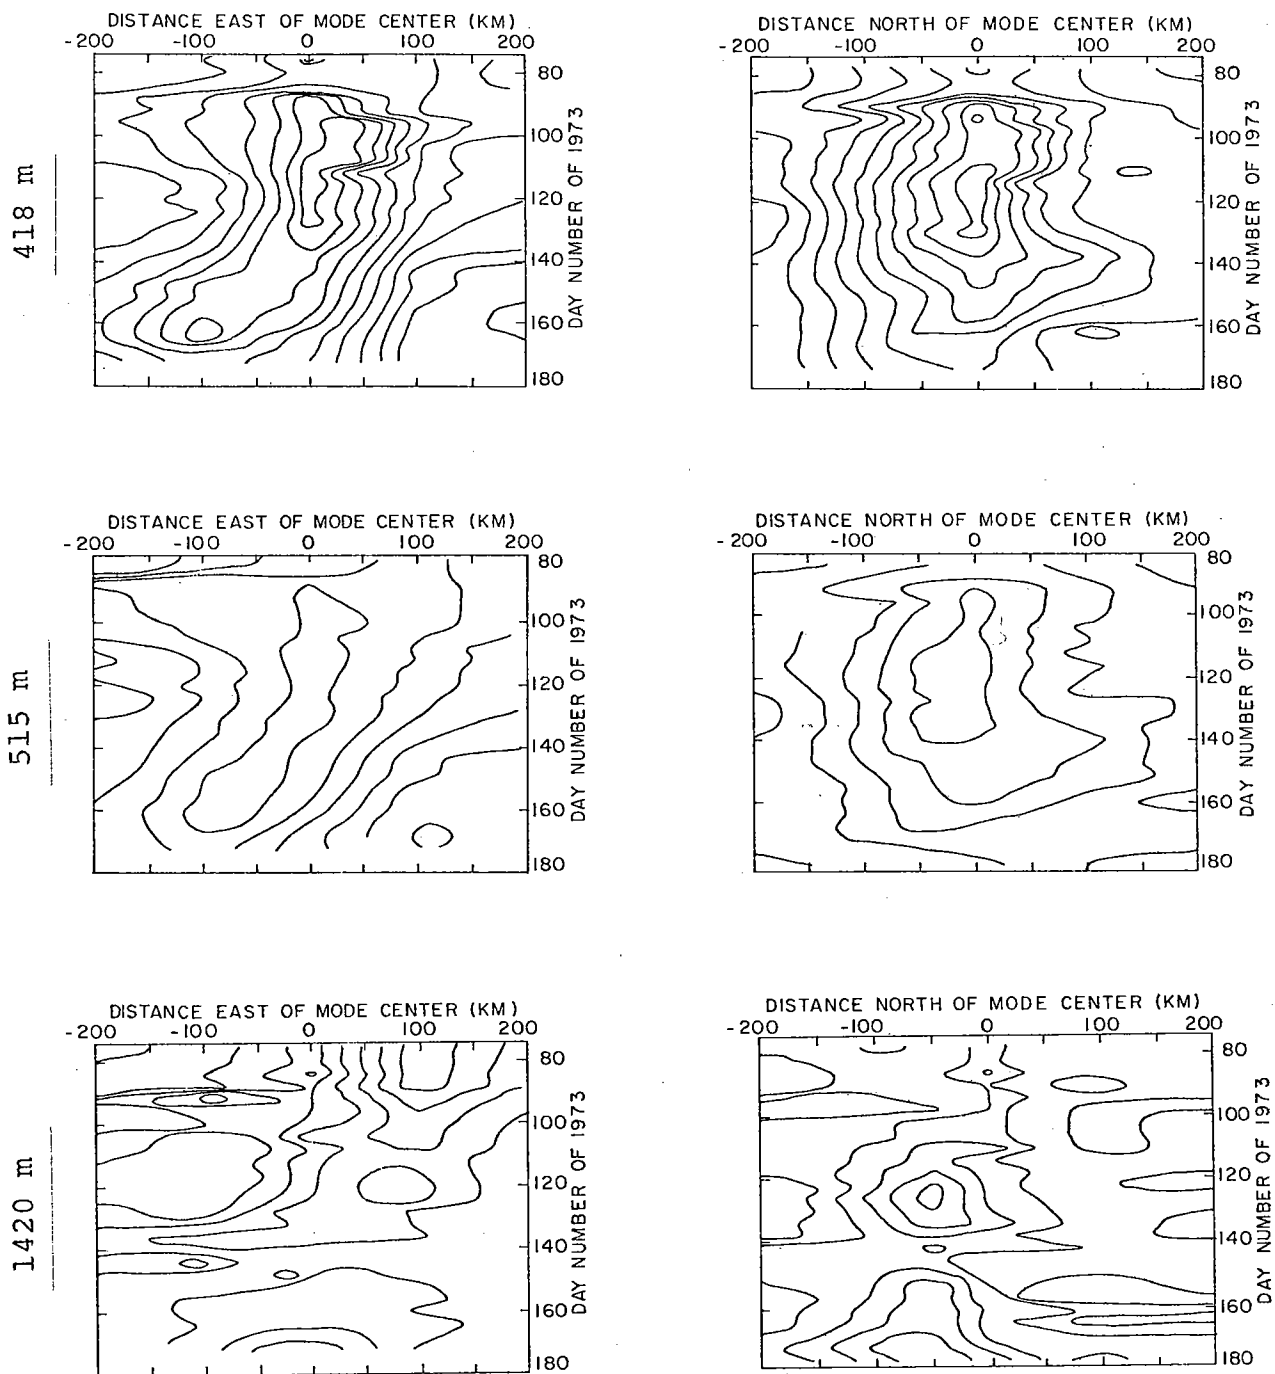 DISTANCE EAST OF MODE CENTER (KM)
-200 -100 0 100 200
80
100
120
140
160
180
DAY NUMBER OF 1973
418 m
DISTANCE NORTH OF MODE CENTER (KM)
-200 -100 0 100 200
80
100
120
140
160
180
DAY NUMBER OF 1973
DISTANCE EAST OF MODE CENTER (KM)
-200 -100 0 100 200
80
100
120
140
160
180
DAY NUMBER OF 1973
515 m
DISTANCE NORTH OF MODE CENTER (KM)
-200 -100 0 100 200
80
100
120
140
160
180
DAY NUMBER OF 1973
DISTANCE EAST OF MODE CENTER (KM)
-200 -100 0 100 200
80
100
120
140
160
180
DAY NUMBER OF 1973
1420 m
DISTANCE NORTH OF MODE CENTER (KM)
-200 -100 0 100 200
80
100
120
140
160
180
DAY NUMBER OF 1973